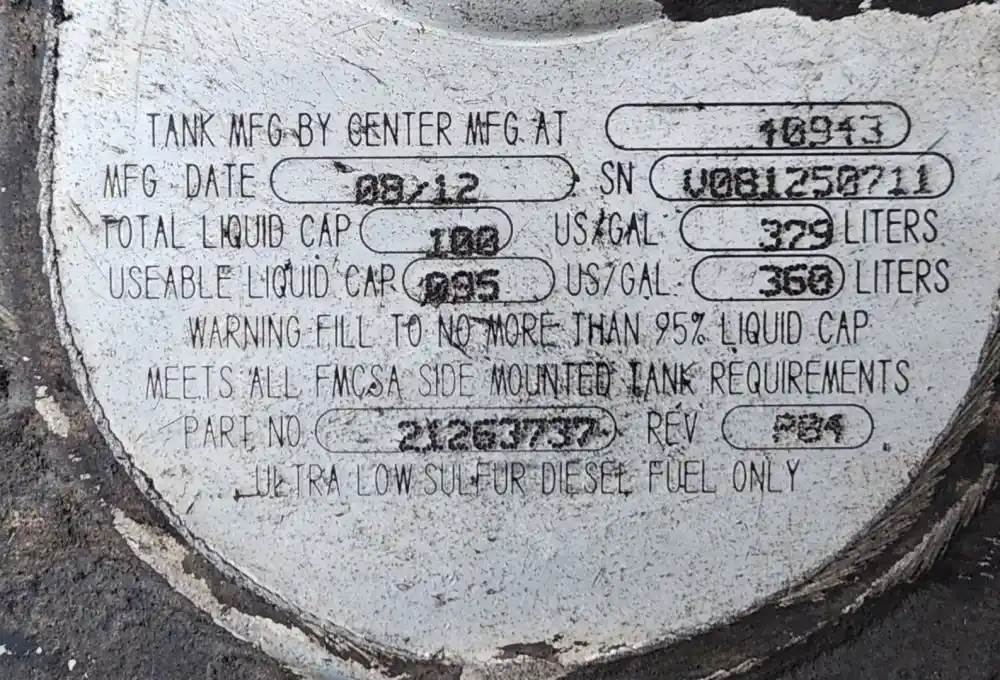 TANK MFG BY CENTER MFG AT 10943
MFG DATE 08/12 SN V081250711
TOTAL LIQUID CAP 100 US/GAL 379 LITERS
USEABLE LIQUID CAP 095 US/GAL 360 LITERS
WARNING-FILL TO NO MORE THAN 95% LIQUID CAP
MEETS ALL FMCSA SIDE MOUNTED TANK REQUIREMENTS
PART NO 21263737- REV P04
ULTRA LOW SULFUR DIESEL FUEL ONLY